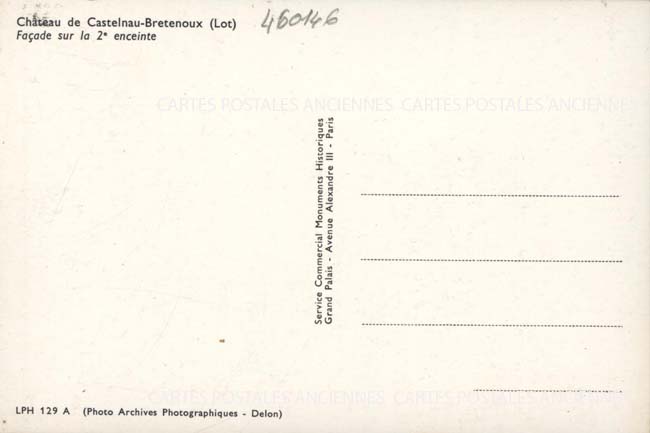 Château de Castelnau-Bretenoux (Lot)
Façade sur la 2e enceinte
460146
CARTES POSTALES ANCIENNES CARTES POSTALES ANCIENNES
Service Commercial Monuments Historiques
Grand Palais - Avenue Alexandre III - Paris
CARTES POSTALES ANCIENNES CARTES POSTALES ANCIENNES
LPH 129 A (Photo Archives Photographiques - Delon)